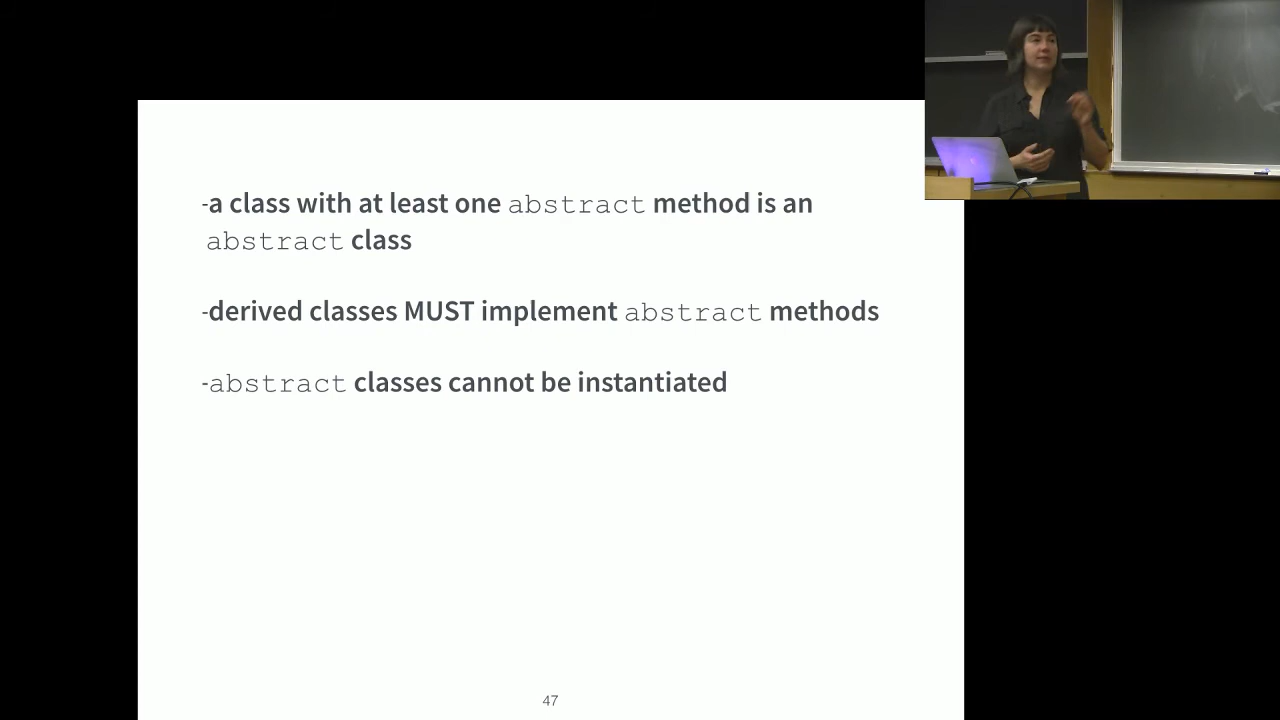 -a class with at least one abstract method is an
abstract class
-derived classes MUST implement abstract methods
-abstract classes cannot be instantiated
47